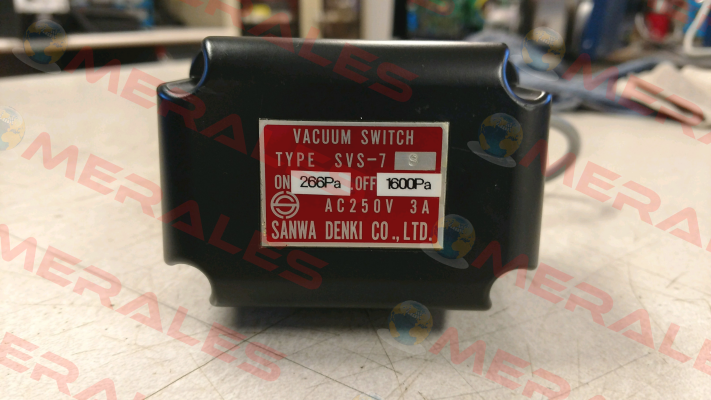 VACUUM SWITCH
TYPE SVS-7 9
ON 266Pa .OFF 1600Pa
AC250V 3A
SANWA DENKI CO.,LTD.
MERALES
MERALES
MERALES
MERALES
MERALES
MERALES